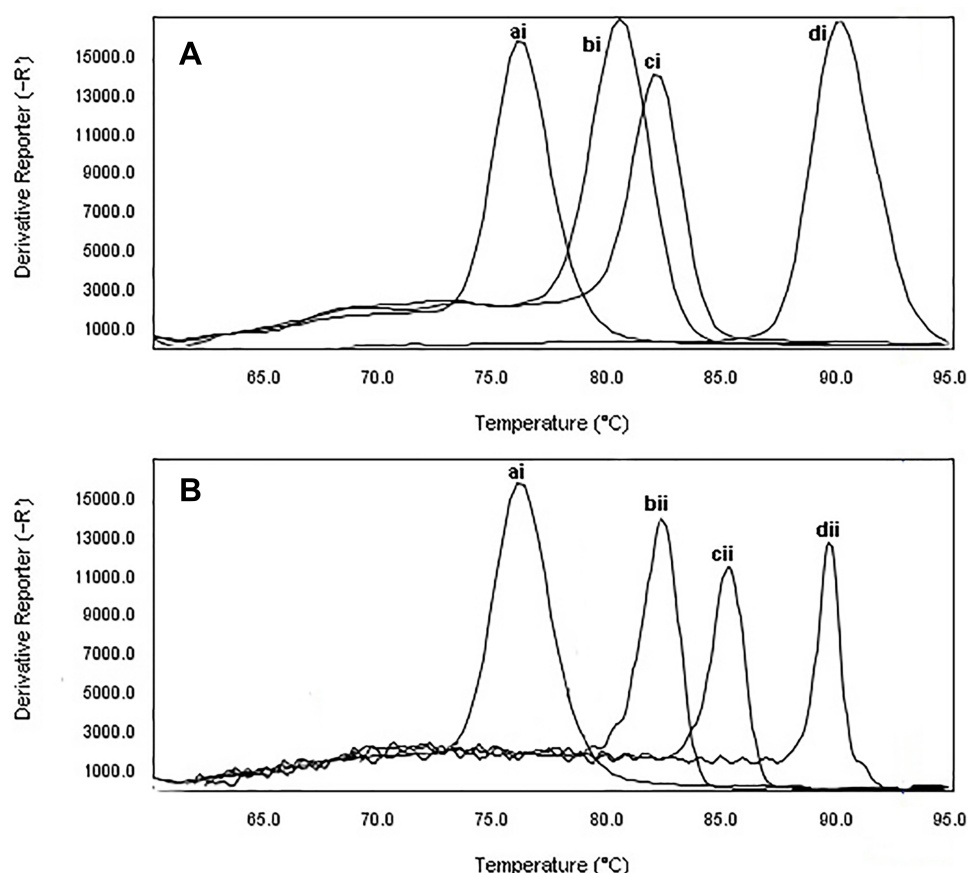 A
ai
bi
ci
di
Derivative Reporter (-R')
15000.0
13000.0
11000.0
9000.0
7000.0
5000.0
3000.0
1000.0
65.0 70.0 75.0 80.0 85.0 90.0 95.0
Temperature (°C)
B
ai
bii
cii
dii
Derivative Reporter (-R')
15000.0
13000.0
11000.0
9000.0
7000.0
5000.0
3000.0
1000.0
65.0 70.0 75.0 80.0 85.0 90.0 95.0
Temperature (°C)